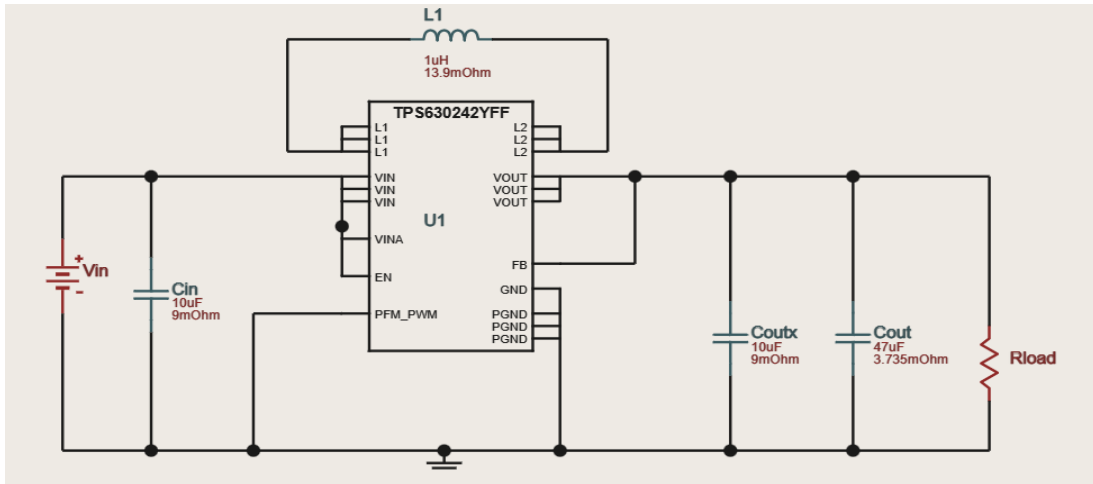 L1
1uH
13.9mOhm
TPS630242YFF
L1
L1
L1
VIN
VIN
VIN
VINA
EN
PFM_PWM
U1
L2
L2
L2
VOUT
VOUT
VOUT
FB
GND
PGND
PGND
PGND
+
Vin
-
Cin
10uF
9mOhm
Coutx
10uF
9mOhm
Cout
47uF
3.735mOhm
Rload